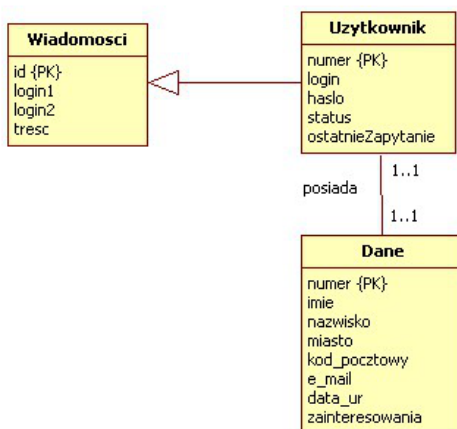 Wiadomosci
id {PK}
login1
login2
tresc
Uzytkownik
numer {PK}
login
haslo
status
ostatnieZapytanie
1..1
posiada
1..1
Dane
numer {PK}
imie
nazwisko
miasto
kod_pocztowy
e_mail
data_ur
zainteresowania